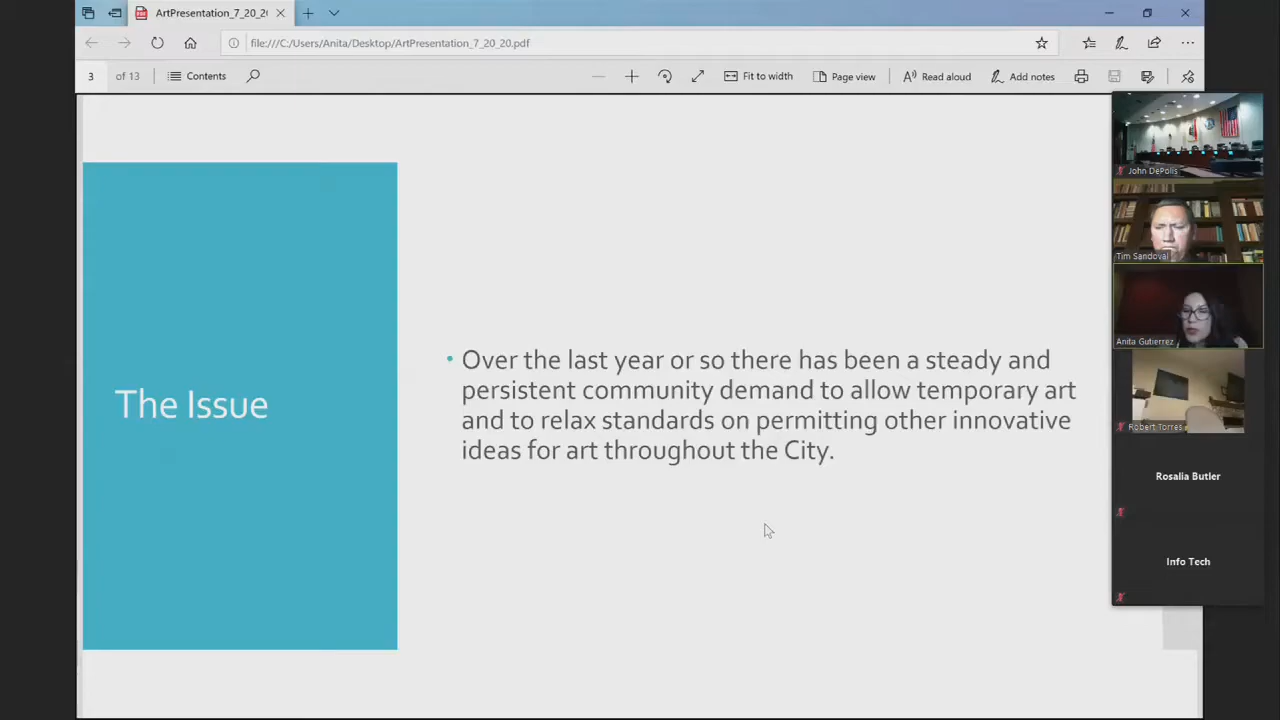 ArtPresentation_7_20_20
file:///C:/Users/Anita/Desktop/ArtPresentation_7_20_20.pdf
3 of 13 Contents Fit to width Page view Read aloud Add notes
The Issue
• Over the last year or so there has been a steady and
persistent community demand to allow temporary art
and to relax standards on permitting other innovative
ideas for art throughout the City.
John DePolis
Tim Sandoval
Anita Gutierrez
Robert Torres
Rosalia Butler
Info Tech